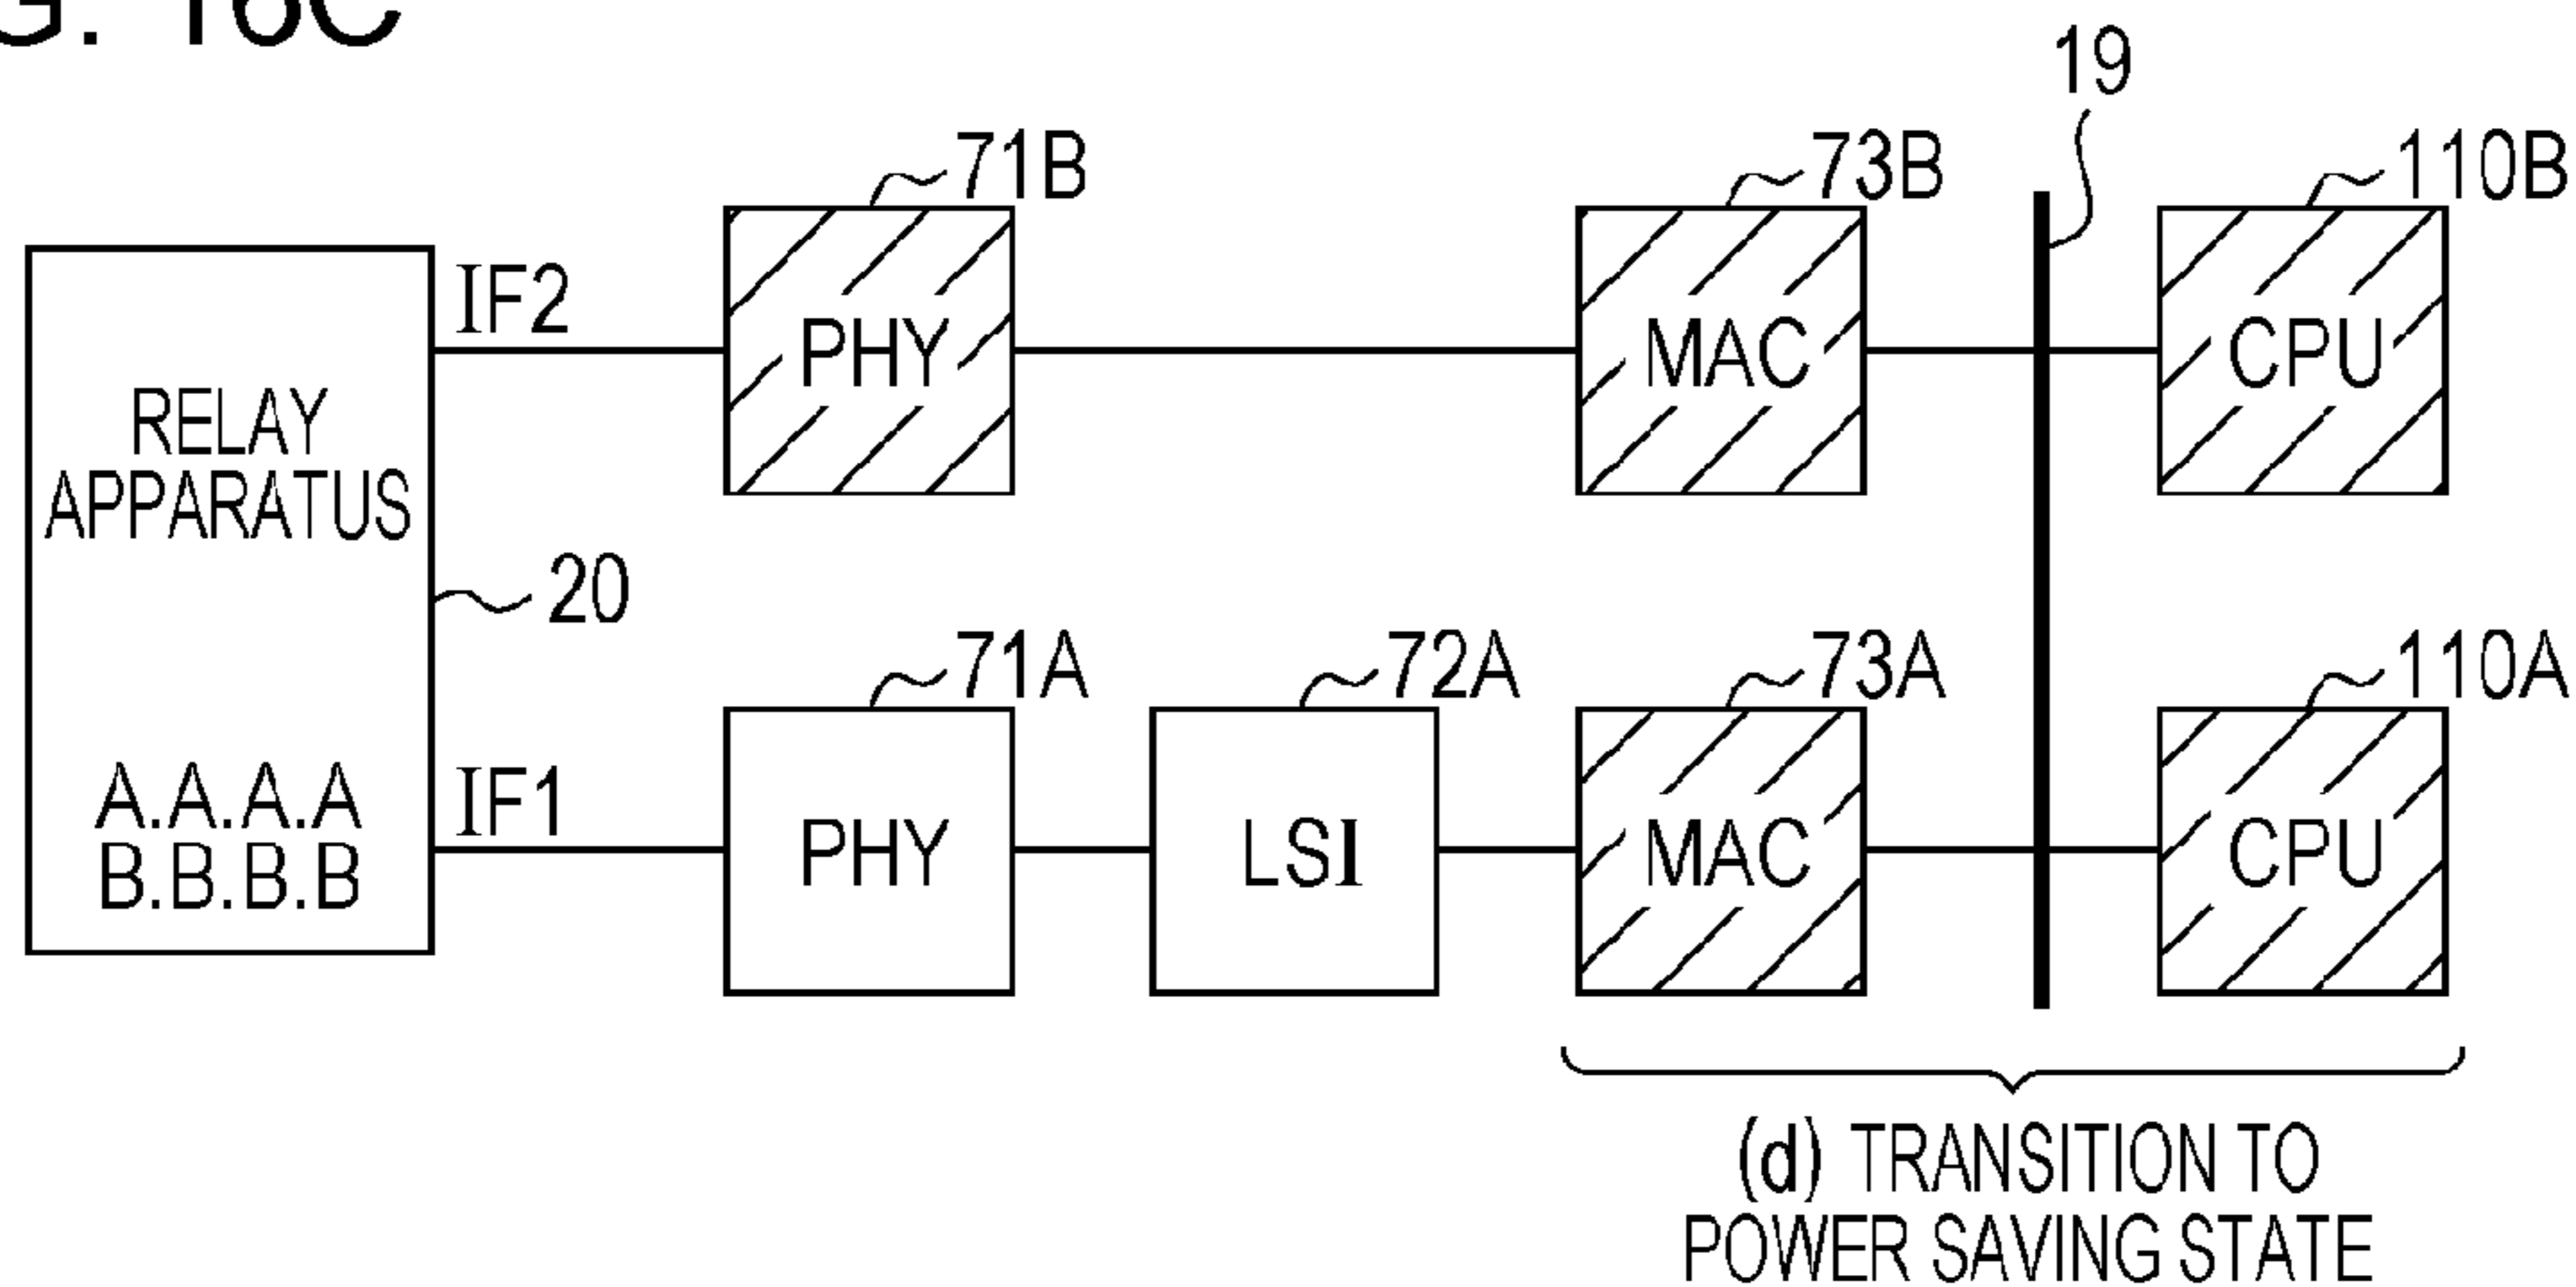 G. 16C
19
71B
73B
110B
IF2
PHY
MAC
CPU
RELAY
APPARATUS
20
71A
72A
73A
110A
A.A.A.A
B.B.B.B
IF1
PHY
LSI
MAC
CPU
(d) TRANSITION TO
POWER SAVING STATE